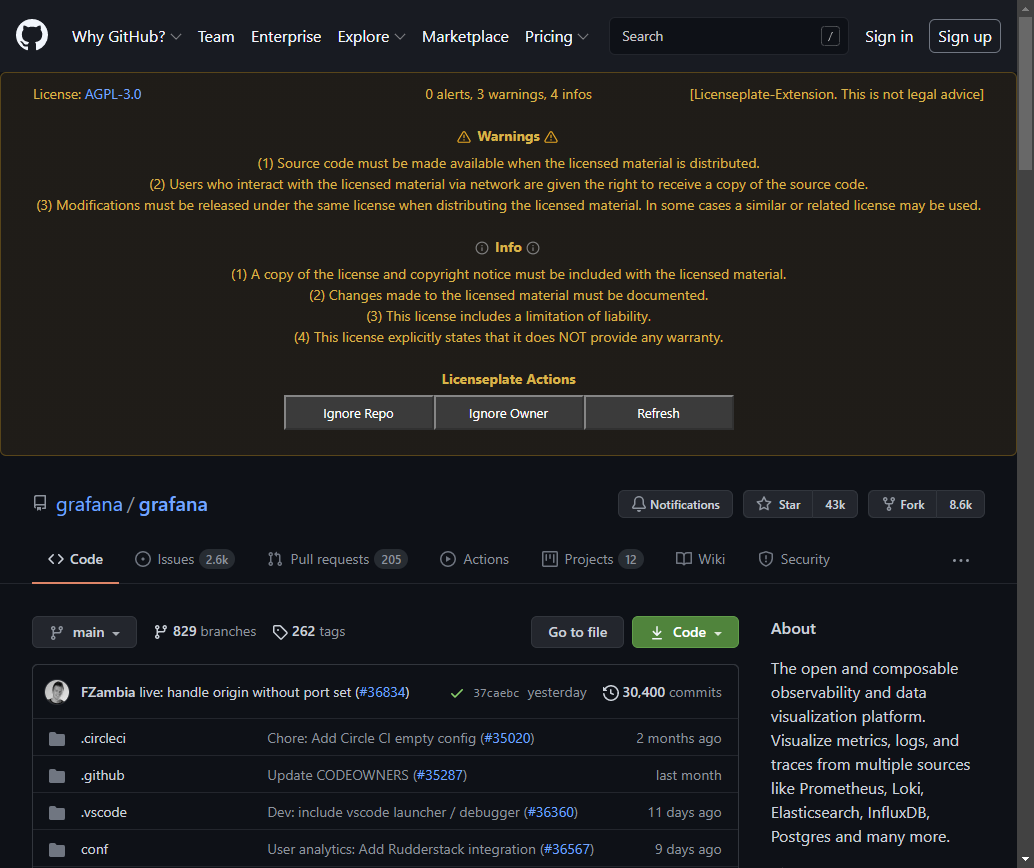 Why GitHub? Team Enterprise Explore Marketplace Pricing Search / Sign in Sign up
License: AGPL-3.0 0 alerts, 3 warnings, 4 infos [Licenseplate-Extension. This is not legal advice]
Warnings
(1) Source code must be made available when the licensed material is distributed.
(2) Users who interact with the licensed material via network are given the right to receive a copy of the source code.
(3) Modifications must be released under the same license when distributing the licensed material. In some cases a similar or related license may be used.
Info
(1) A copy of the license and copyright notice must be included with the licensed material.
(2) Changes made to the licensed material must be documented.
(3) This license includes a limitation of liability.
(4) This license explicitly states that it does NOT provide any warranty.
Licenseplate Actions
Ignore Repo Ignore Owner Refresh
grafana / grafana Notifications Star 43k Fork 8.6k
Code Issues 2.6k Pull requests 205 Actions Projects 12 Wiki Security ...
main 829 branches 262 tags Go to file Code
FZambia live: handle origin without port set (#36834) 37caebc yesterday 30,400 commits
.circleci Chore: Add Circle CI empty config (#35020) 2 months ago
.github Update CODEOWNERS (#35287) last month
.vscode Dev: include vscode launcher / debugger (#36360) 11 days ago
conf User analytics: Add Rudderstack integration (#36567) 9 days ago
About
The open and composable
observability and data
visualization platform.
Visualize metrics, logs, and
traces from multiple sources
like Prometheus, Loki,
Elasticsearch, InfluxDB,
Postgres and many more.